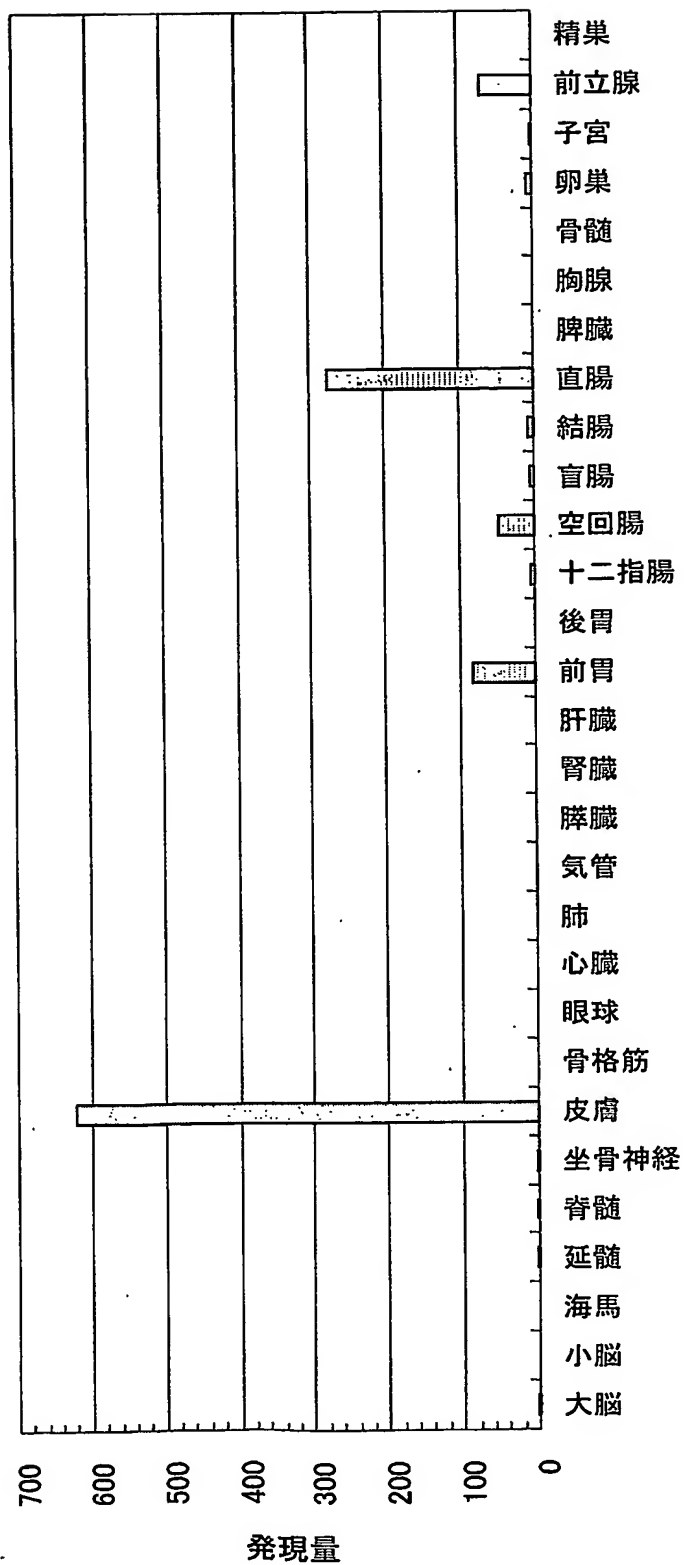 精巣
前立腺
子宮
卵巣
骨髄
胸腺
脾臓
直腸
結腸
盲腸
空回腸
十二指腸
後胃
前胃
肝臓
腎臓
膵臓
気管
肺
心臓
眼球
骨格筋
皮膚
坐骨神経
脊髄
延髄
海馬
小脳
大脳
700
600
500
400
300
200
100
0
発現量